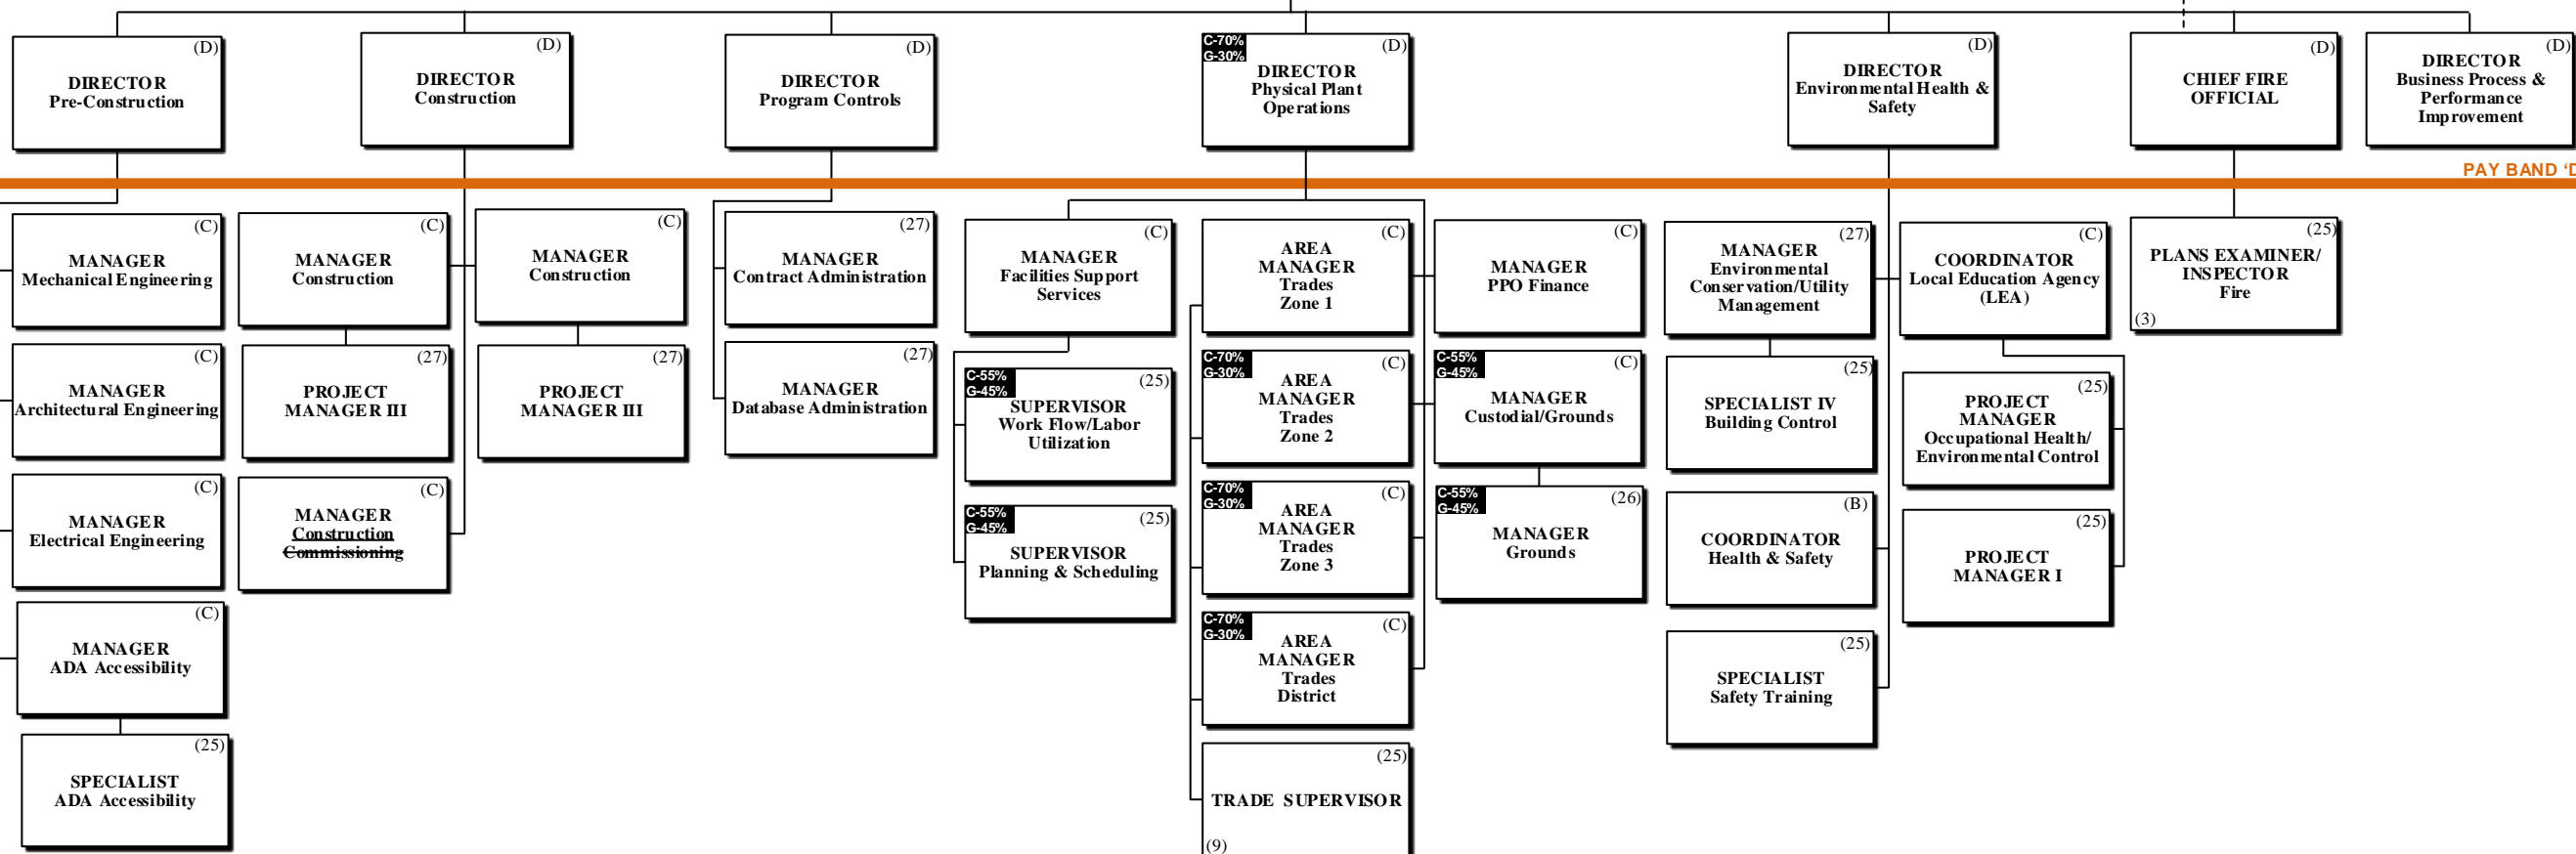 (D)
DIRECTOR
Pre-Construction
(D)
DIRECTOR
Construction
(D)
DIRECTOR
Program Controls
C-70%
G-30%
(D)
DIRECTOR
Physical Plant
Operations
(D)
DIRECTOR
Environmental Health &
Safety
(D)
CHIEF FIRE
OFFICIAL
(D)
DIRECTOR
Business Process &
Performance
Improvement
PAY BAND ‘D
(C)
MANAGER
Mechanical Engineering
(C)
MANAGER
Architectural Engineering
(C)
MANAGER
Electrical Engineering
(C)
MANAGER
ADA Accessibility
(25)
SPECIALIST
ADA Accessibility
(C)
MANAGER
Construction
(27)
PROJECT
MANAGER III
(C)
MANAGER
Construction
Commissioning
(C)
MANAGER
Construction
(27)
PROJECT
MANAGER III
(27)
MANAGER
Contract Administration
(27)
MANAGER
Database Administration
(C)
MANAGER
Facilities Support
Services
C-55%
G-45%
(25)
SUPERVISOR
Work Flow/Labor
Utilization
C-55%
G-45%
(25)
SUPERVISOR
Planning & Scheduling
(C)
AREA
MANAGER
Trades
Zone 1
C-70%
G-30%
(C)
AREA
MANAGER
Trades
Zone 2
C-70%
G-30%
(C)
AREA
MANAGER
Trades
Zone 3
C-70%
G-30%
(C)
AREA
MANAGER
Trades
District
(25)
TRADE SUPERVISOR
(9)
(C)
MANAGER
PPO Finance
C-55%
G-45%
(C)
MANAGER
Custodial/Grounds
C-55%
G-45%
(26)
MANAGER
Grounds
(27)
MANAGER
Environmental
Conservation/Utility
Management
(25)
SPECIALIST IV
Building Control
(B)
COORDINATOR
Health & Safety
(25)
SPECIALIST
Safety Training
(C)
COORDINATOR
Local Education Agency
(LEA)
(25)
PROJECT
MANAGER
Occupational Health/
Environmental Control
(25)
PROJECT
MANAGER I
(25)
PLANS EXAMINER/
INSPECTOR
Fire
(3)